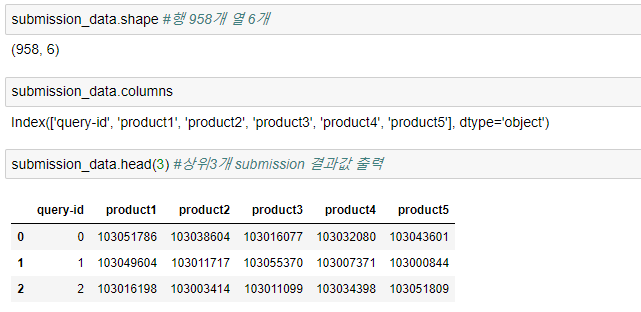 submission_data.shape #행 958개 열 6개
(958, 6)
submission_data.columns
Index(['query-id', 'product1', 'product2', 'product3', 'product4', 'product5'], dtype='object')
submission_data.head(3) #상위3개 submission 결과값 출력
query-id product1 product2 product3 product4 product5
0 0 103051786 103038604 103016077 103032080 103043601
1 1 103049604 103011717 103055370 103007371 103000844
2 2 103016198 103003414 103011099 103034398 103051809